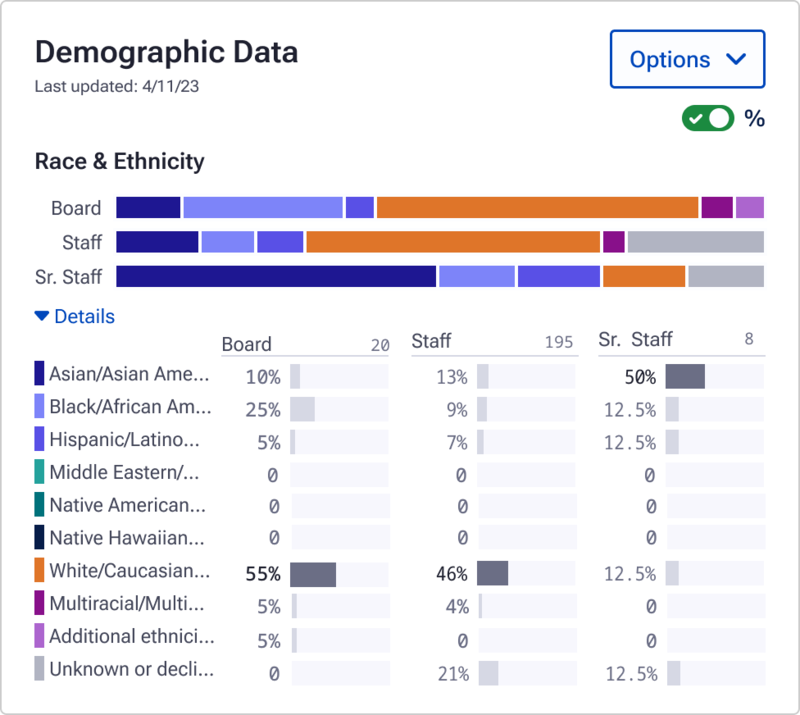 Demographic Data
Options
Last updated: 4/11/23
%
Race & Ethnicity
Board
Staff
Sr. Staff
Details
Board 20 Staff 195 Sr. Staff 8
Asian/Asian Ame... 10% 13% 50%
Black/African Am... 25% 9% 12.5%
Hispanic/Latino... 5% 7% 12.5%
Middle Eastern/... 0 0 0
Native American... 0 0 0
Native Hawaiian... 0 0 0
White/Caucasian... 55% 46% 12.5%
Multiracial/Multi... 5% 4% 0
Additional ethnici... 5% 0 0
Unknown or decli... 0 21% 12.5%